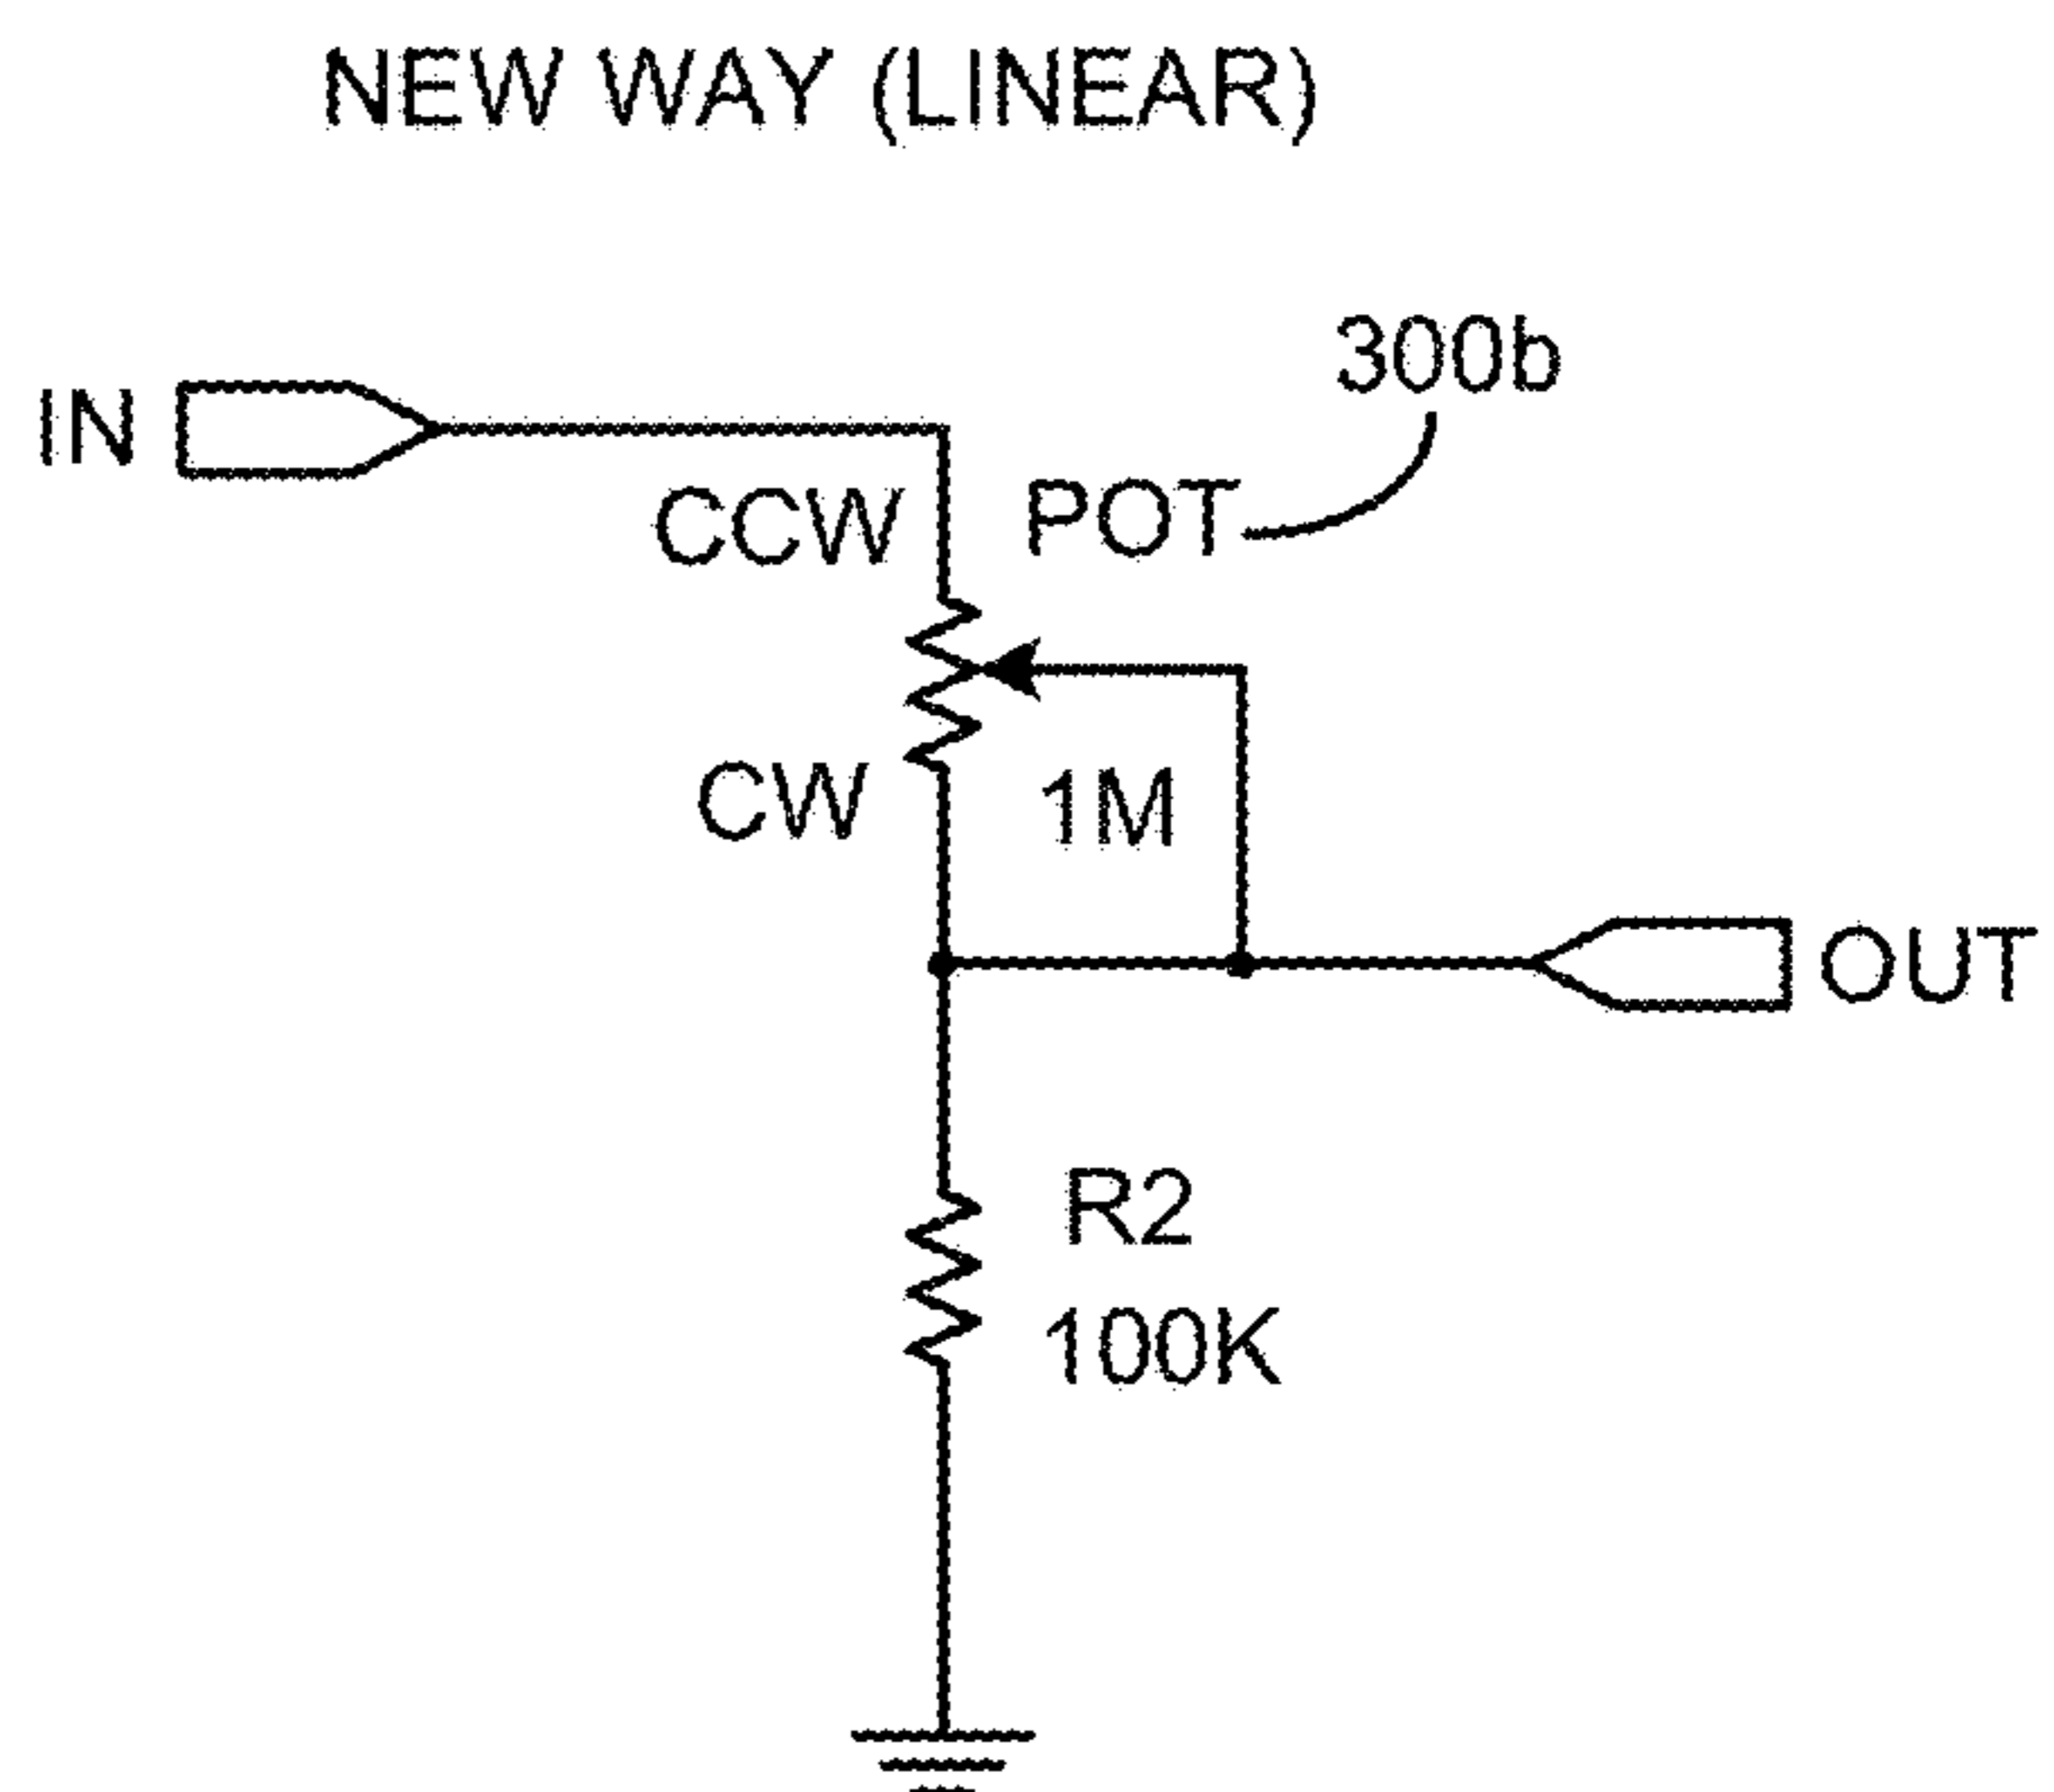 NEW WAY (LINEAR)
300b
IN
CCW
POT
CW
1M
OUT
R2
100K